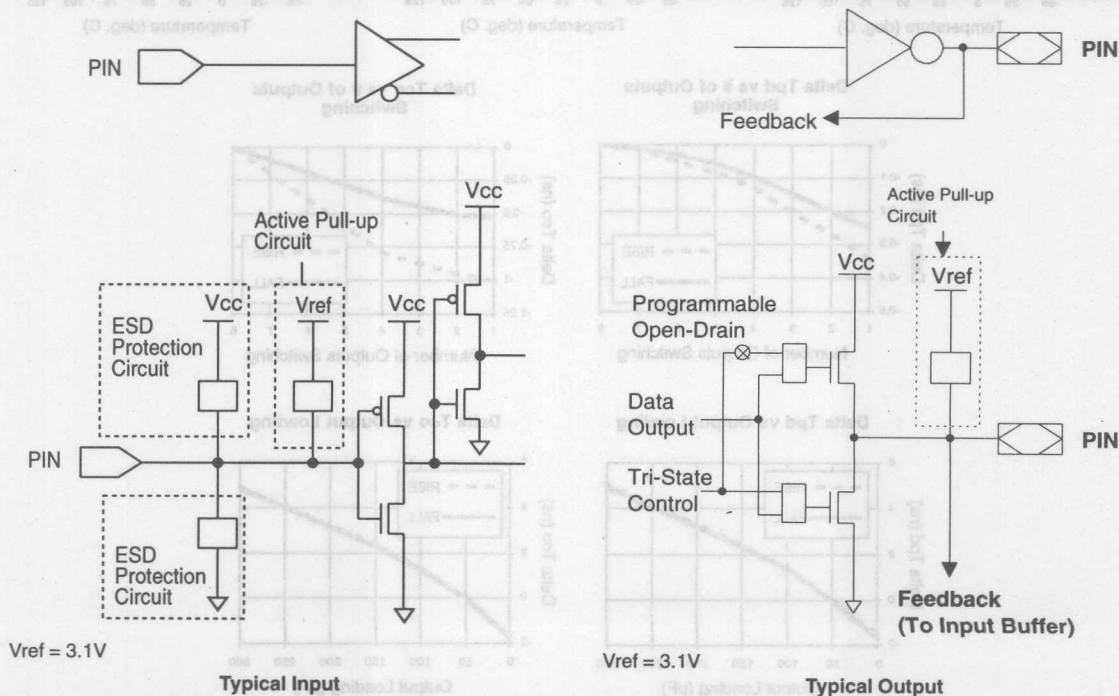 PIN
PIN
Feedback
Vcc
Active Pull-up
Circuit
Vcc
Vref
Vcc
ESD
Protection
Circuit
PIN
ESD
Protection
Circuit
Vref = 3.1V
Typical Input
Active Pull-up
Circuit
Vcc
Vref
Programmable
Open-Drain
Data
Output
PIN
Tri-State
Control
Feedback
(To Input Buffer)
Vref = 3.1V
Typical Output